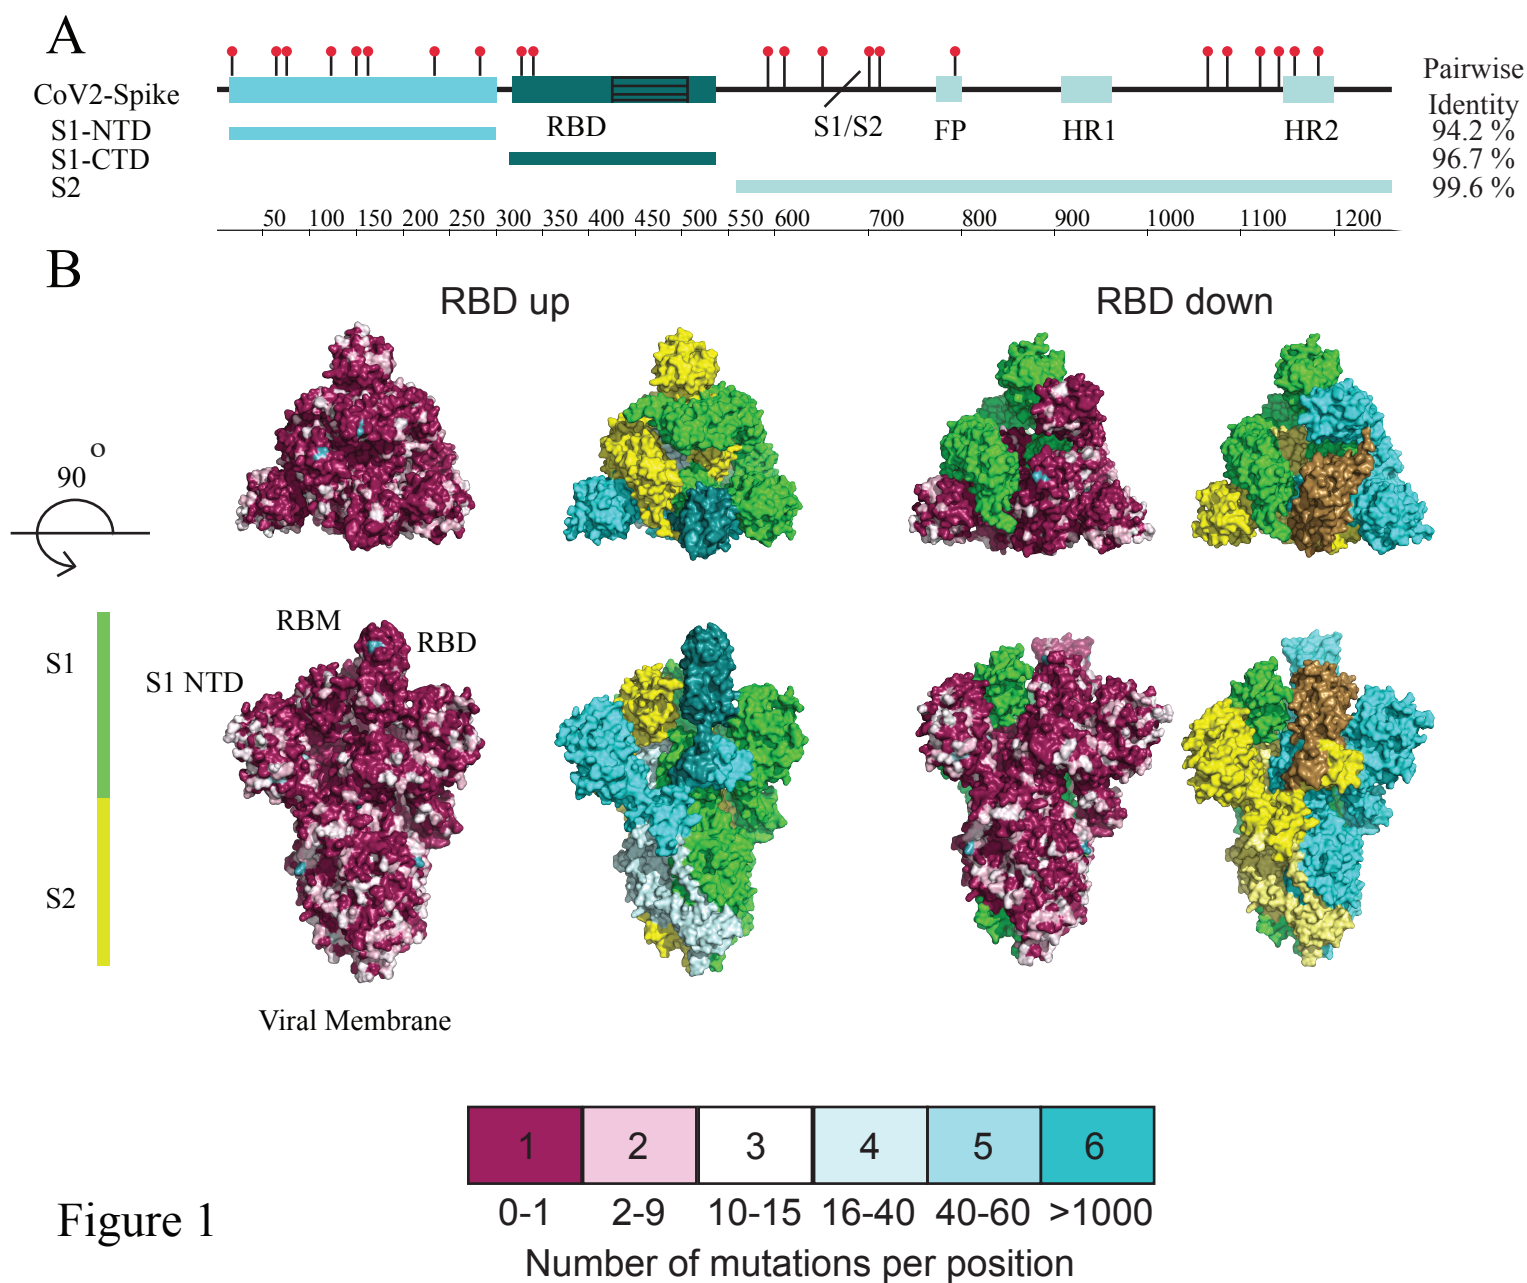 A
CoV2-Spike
S1-NTD
S1-CTD
S2
RBD
S1/S2
FP
HR1
HR2
Pairwise
Identity
94.2 %
96.7 %
99.6 %
50 100 150 200 250 300 350 400 450 500 550 600 700 800 900 1000 1100 1200
B
RBD up
RBD down
90 o
RBM
RBD
S1
S1 NTD
S2
Viral Membrane
1 2 3 4 5 6
0-1 2-9 10-15 16-40 40-60 >1000
Number of mutations per position
Figure 1